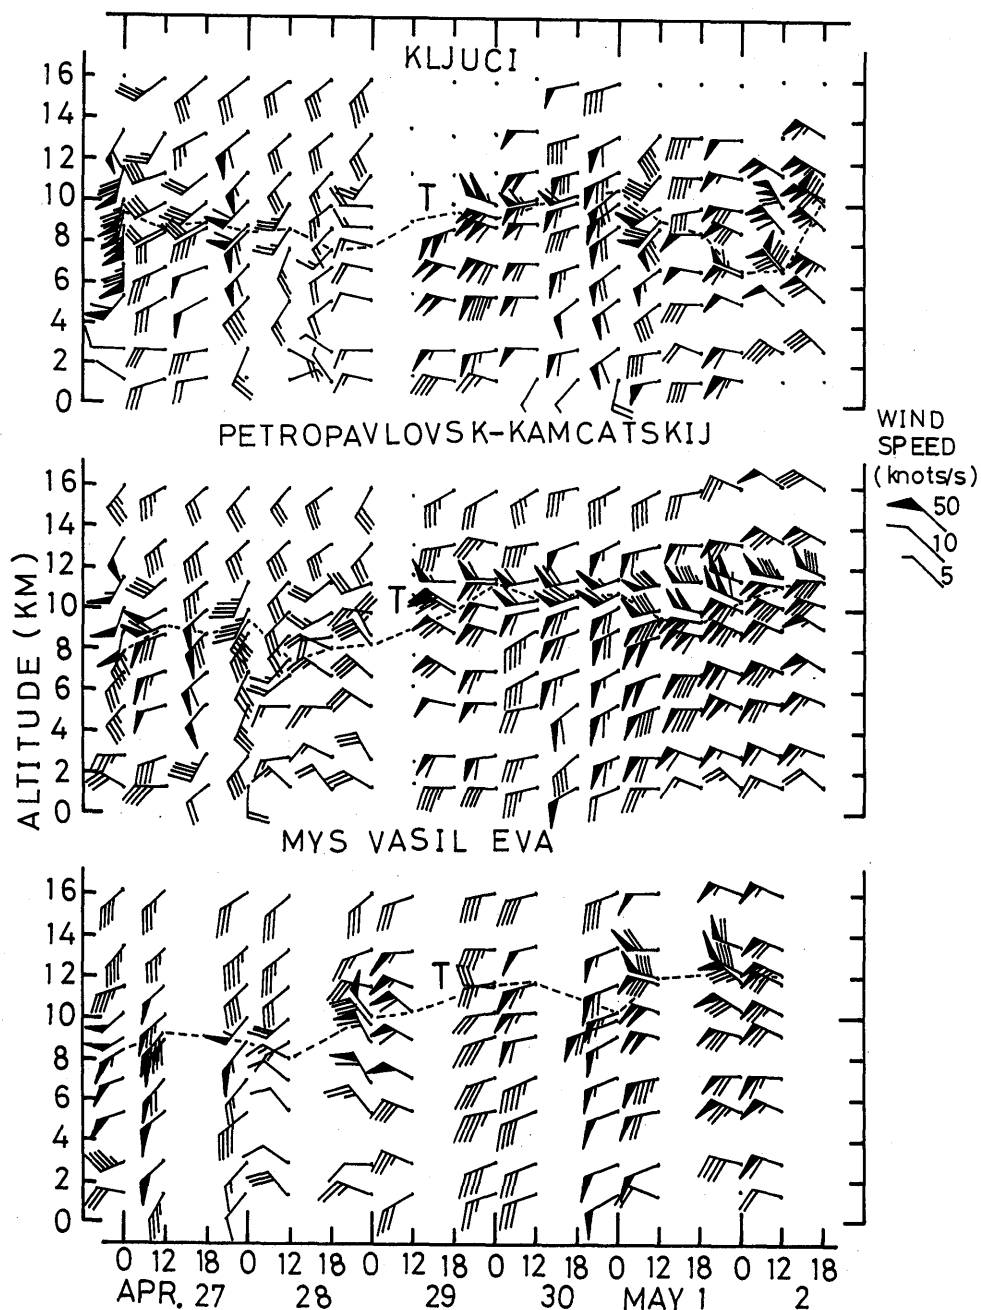 KLJUCI
16
14
12
10
8
6
4
2
0
T
PETROPAVLOVSK-KAMCATSKIJ
WIND
SPEED
(knots/s)
50
10
5
ALTITUDE (KM)
16
14
12
10
8
6
4
2
0
T
MYS VASIL EVA
16
14
12
10
8
6
4
2
0
T
0 12 18 0 12 18 0 12 18 0 12 18 0 12 18 0 12 18
APR. 27 28 29 30 MAY 1 2